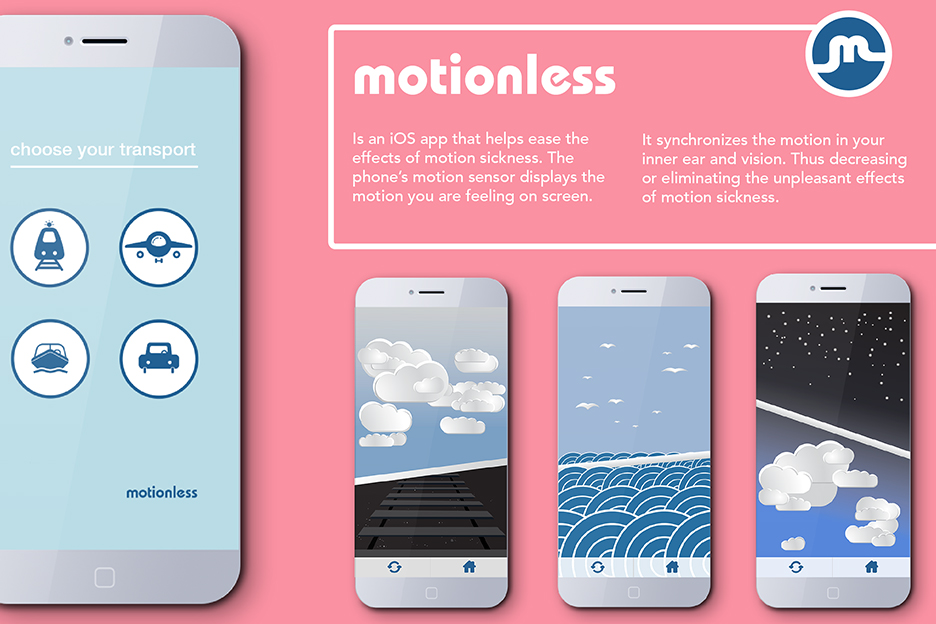 choose your transport
motionless
motionless
Is an iOS app that helps ease the
effects of motion sickness. The
phone's motion sensor displays the
motion you are feeling on screen.
It synchronizes the motion in your
inner ear and vision. Thus decreasing
or eliminating the unpleasant effects
of motion sickness.
m